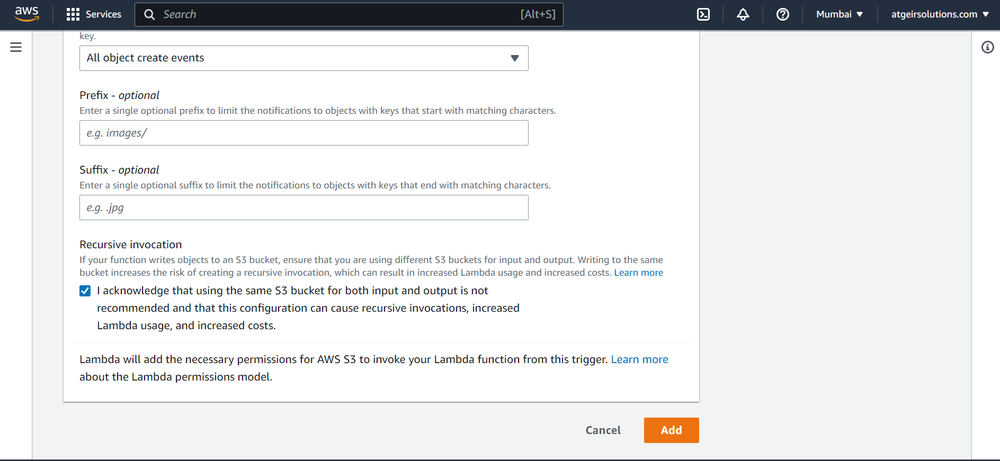 aws
Services
Search
[Alt+S]
Mumbai
atgeirsolutions.com
key.
All object create events
Prefix - optional
Enter a single optional prefix to limit the notifications to objects with keys that start with matching characters.
e.g. images/
Suffix - optional
Enter a single optional suffix to limit the notifications to objects with keys that end with matching characters.
e.g. .jpg
Recursive invocation
If your function writes objects to an S3 bucket, ensure that you are using different S3 buckets for input and output. Writing to the same
bucket increases the risk of creating a recursive invocation, which can result in increased Lambda usage and increased costs. Learn more
I acknowledge that using the same S3 bucket for both input and output is not
recommended and that this configuration can cause recursive invocations, increased
Lambda usage, and increased costs.
Lambda will add the necessary permissions for AWS S3 to invoke your Lambda function from this trigger. Learn more
about the Lambda permissions model.
Cancel
Add